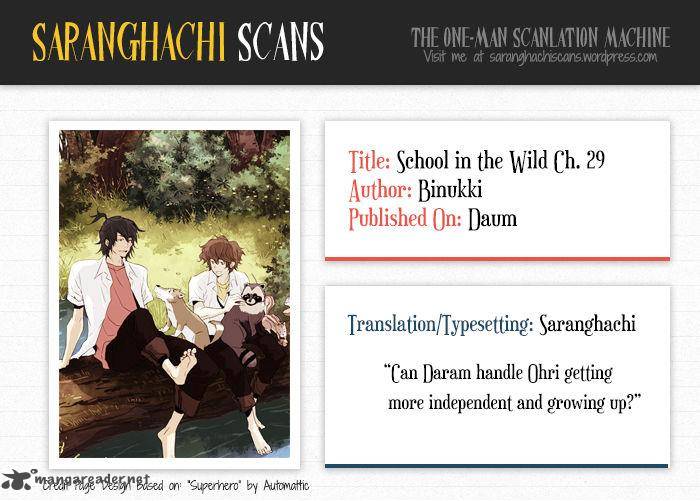 SARANGHACHI SCANS
THE ONE-MAN SCANLATION MACHINE
Visit me at saranghachiscans.wordpress.com
Title: School in the Wild Ch. 29
Author: Binukki
Published On: Daum
Translation/Typesetting: Saranghachi
“Can Daram handle Ohri getting
more independent and growing up?”
mangareader.net
Credit Page Design Based on: "Superhero" by Automattic